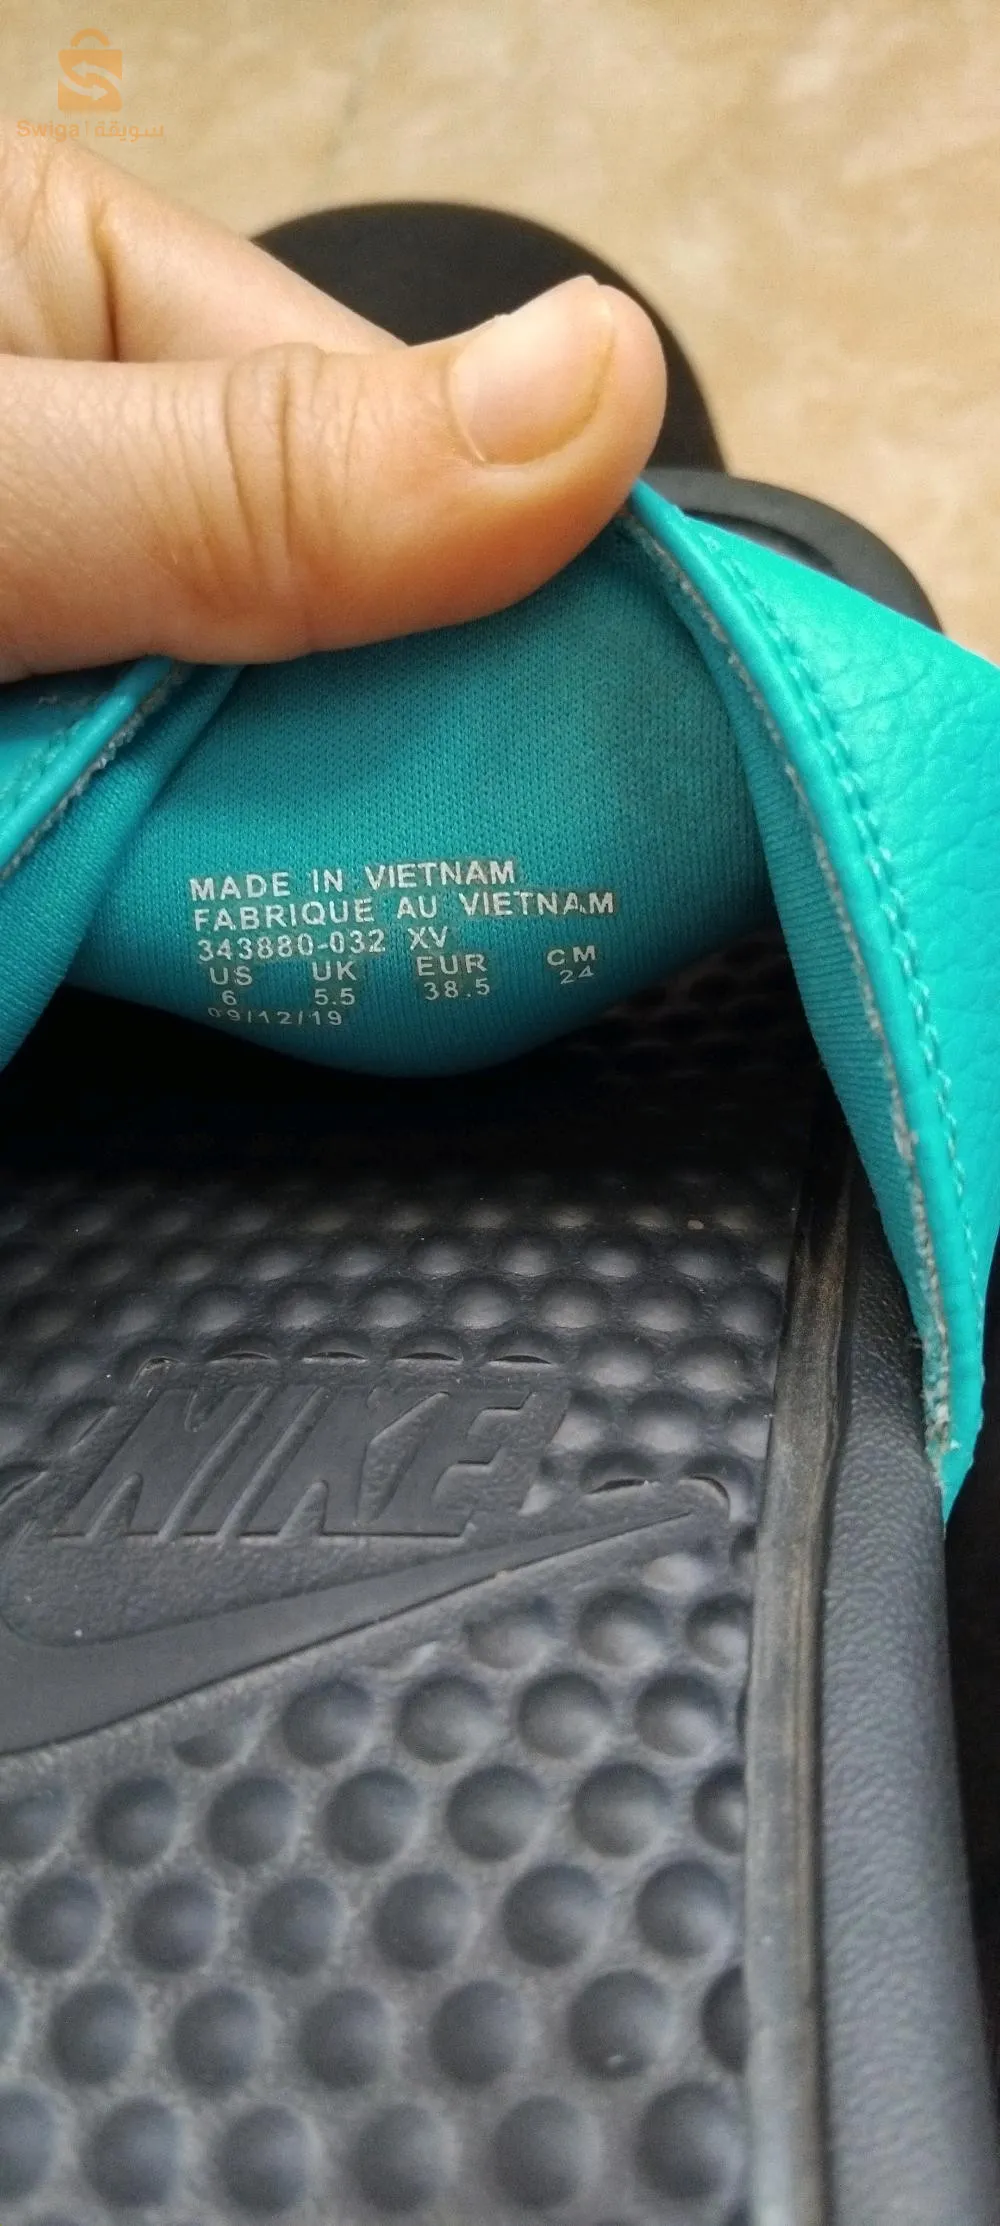 Swiqa | سويقة
MADE IN VIETNAM
FABRIQUE AU VIETNAM
343880-032 XV
US UK EUR CM
6 5.5 38.5 24
09/12/19
NIKE